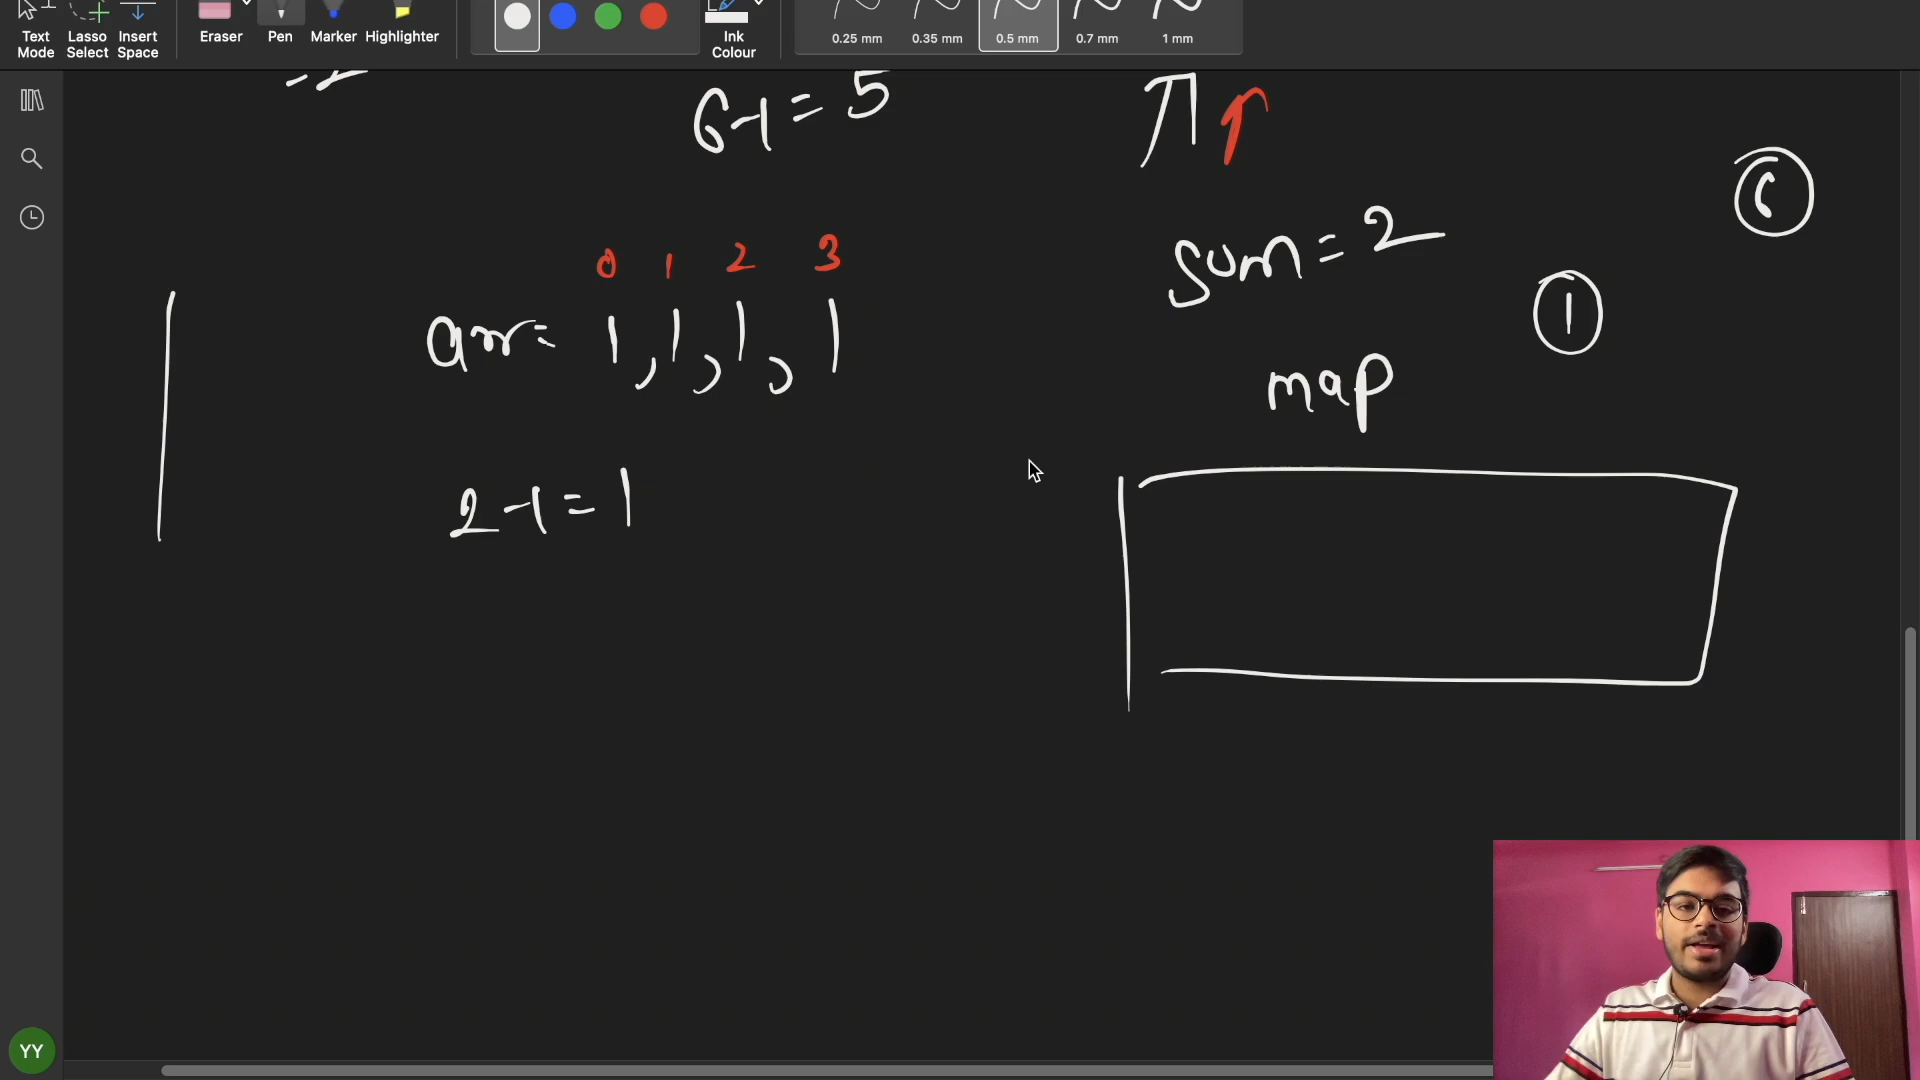 Text Mode
Lasso Select
Insert Space
Eraser
Pen
Marker
Highlighter
Ink Colour
0.25 mm
0.35 mm
0.5 mm
0.7 mm
1 mm
6-1=5
6
sum=2
0 1 2 3
arr= 1,1,1,1
1
map
2-1=1
YY